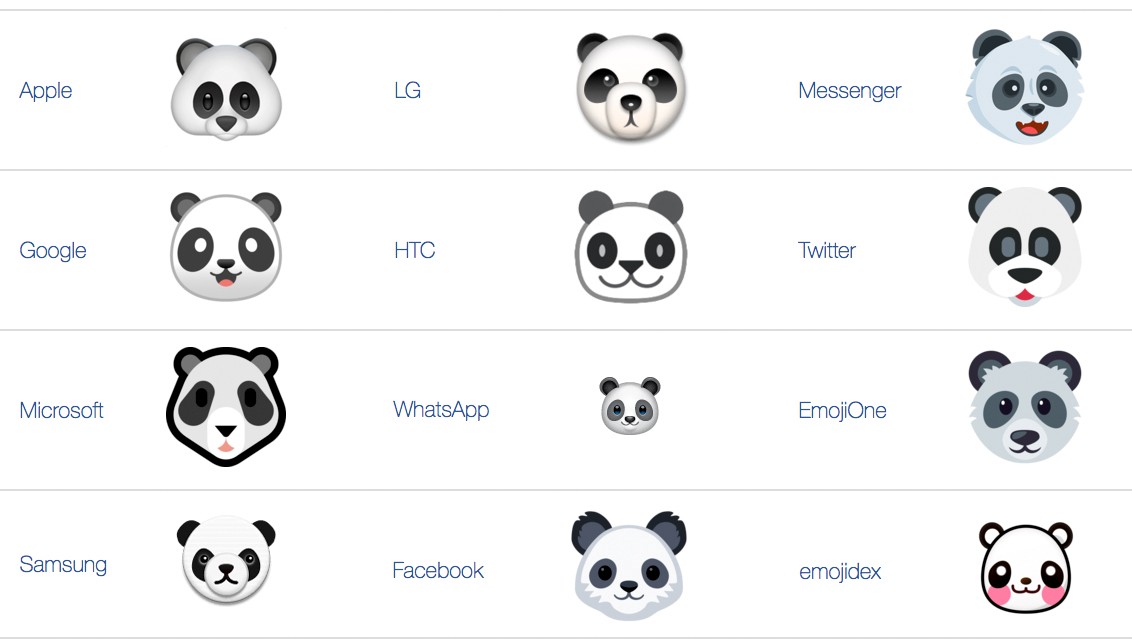 Apple
LG
Messenger
Google
HTC
Twitter
Microsoft
WhatsApp
EmojiOne
Samsung
Facebook
emojidex